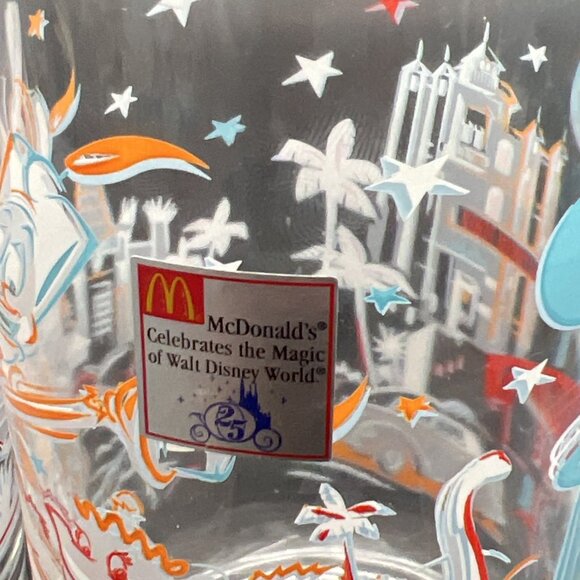 McDonald's®
Celebrates the Magic
of Walt Disney World®
25